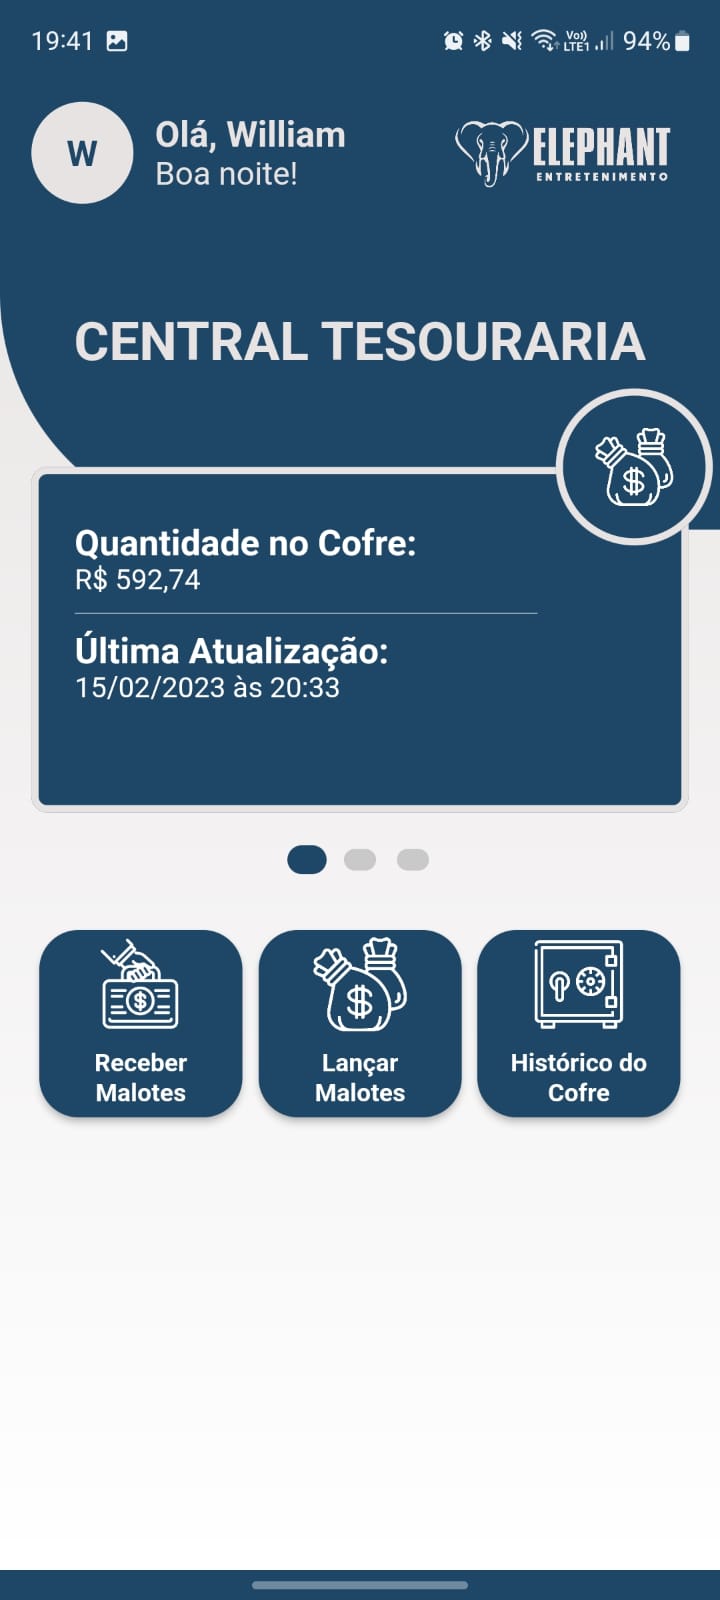 19:41
Vo)) LTE1 94%
W
Olá, William
Boa noite!
ELEPHANT
ENTRETENIMENTO
CENTRAL TESOURARIA
$
Quantidade no Cofre:
R$ 592,74
Última Atualização:
15/02/2023 às 20:33
$
$
Receber
Malotes
Lançar
Malotes
Histórico do
Cofre